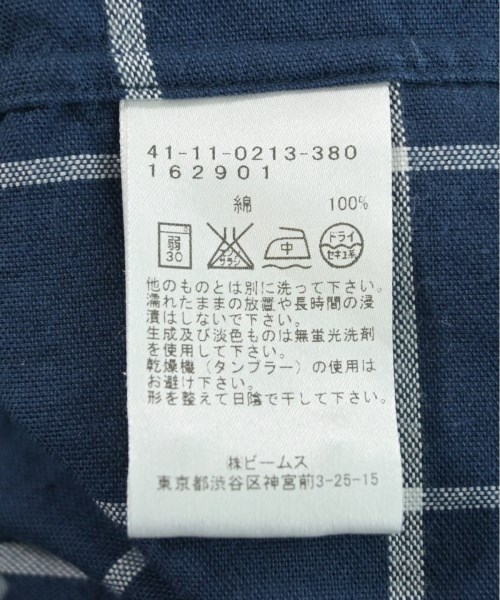 41-11-0213-380
162901
綿 100%
弱 30 エンソ サラシ 中 ドライ セキユ系
他のものとは別に洗って下さい。
濡れたままの放置や長時間の浸
漬はしないで下さい。
生成及び淡色ものは無蛍光洗剤
を使用して下さい。
乾燥機（タンブラー）の使用は
お避け下さい。
形を整えて日陰で干して下さい。
㈱ビームス
東京都渋谷区神宮前3-25-15